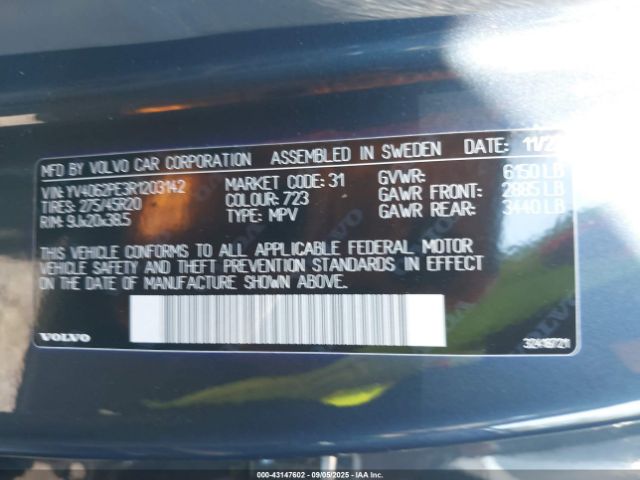 MFD BY VOLVO CAR CORPORATION ASSEMBLED IN SWEDEN DATE: 11/2
VIN: YV4062PE3R1203142 MARKET CODE: 31 GVWR: 6150 LB
TIRES: 275/45R20 COLOUR: 723 GAWR FRONT: 2885 LB
RIM: 9Jx20x38.5 TYPE: MPV GAWR REAR: 3440 LB
THIS VEHICLE CONFORMS TO ALL APPLICABLE FEDERAL MOTOR
VEHICLE SAFETY AND THEFT PREVENTION STANDARDS IN EFFECT
ON THE DATE OF MANUFACTURE SHOWN ABOVE.
VOLVO 32419721
000-43147602 - 09/05/2025 - Copyright © IAA, LLC